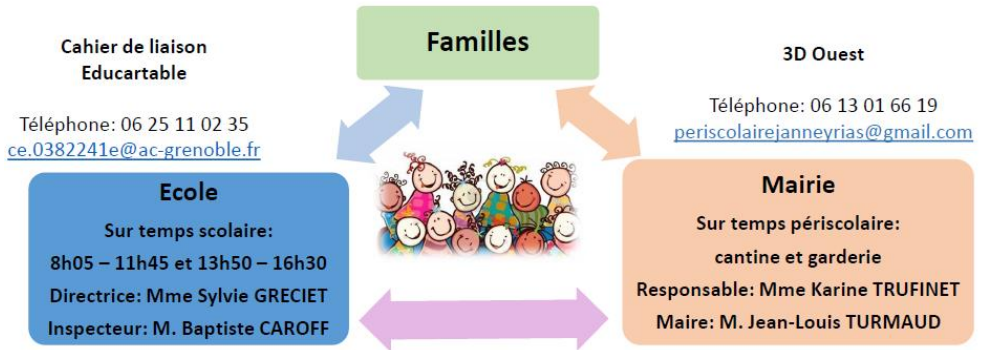 Familles
Cahier de liaison
Educartable
Téléphone: 06 25 11 02 35
ce.0382241e@ac-grenoble.fr
3D Ouest
Téléphone: 06 13 01 66 19
periscolairejanneyrias@gmail.com
Ecole
Sur temps scolaire:
8h05 – 11h45 et 13h50 – 16h30
Directrice: Mme Sylvie GRECIET
Inspecteur: M. Baptiste CAROFF
Mairie
Sur temps périscolaire:
cantine et garderie
Responsable: Mme Karine TRUFINET
Maire: M. Jean-Louis TURMAUD